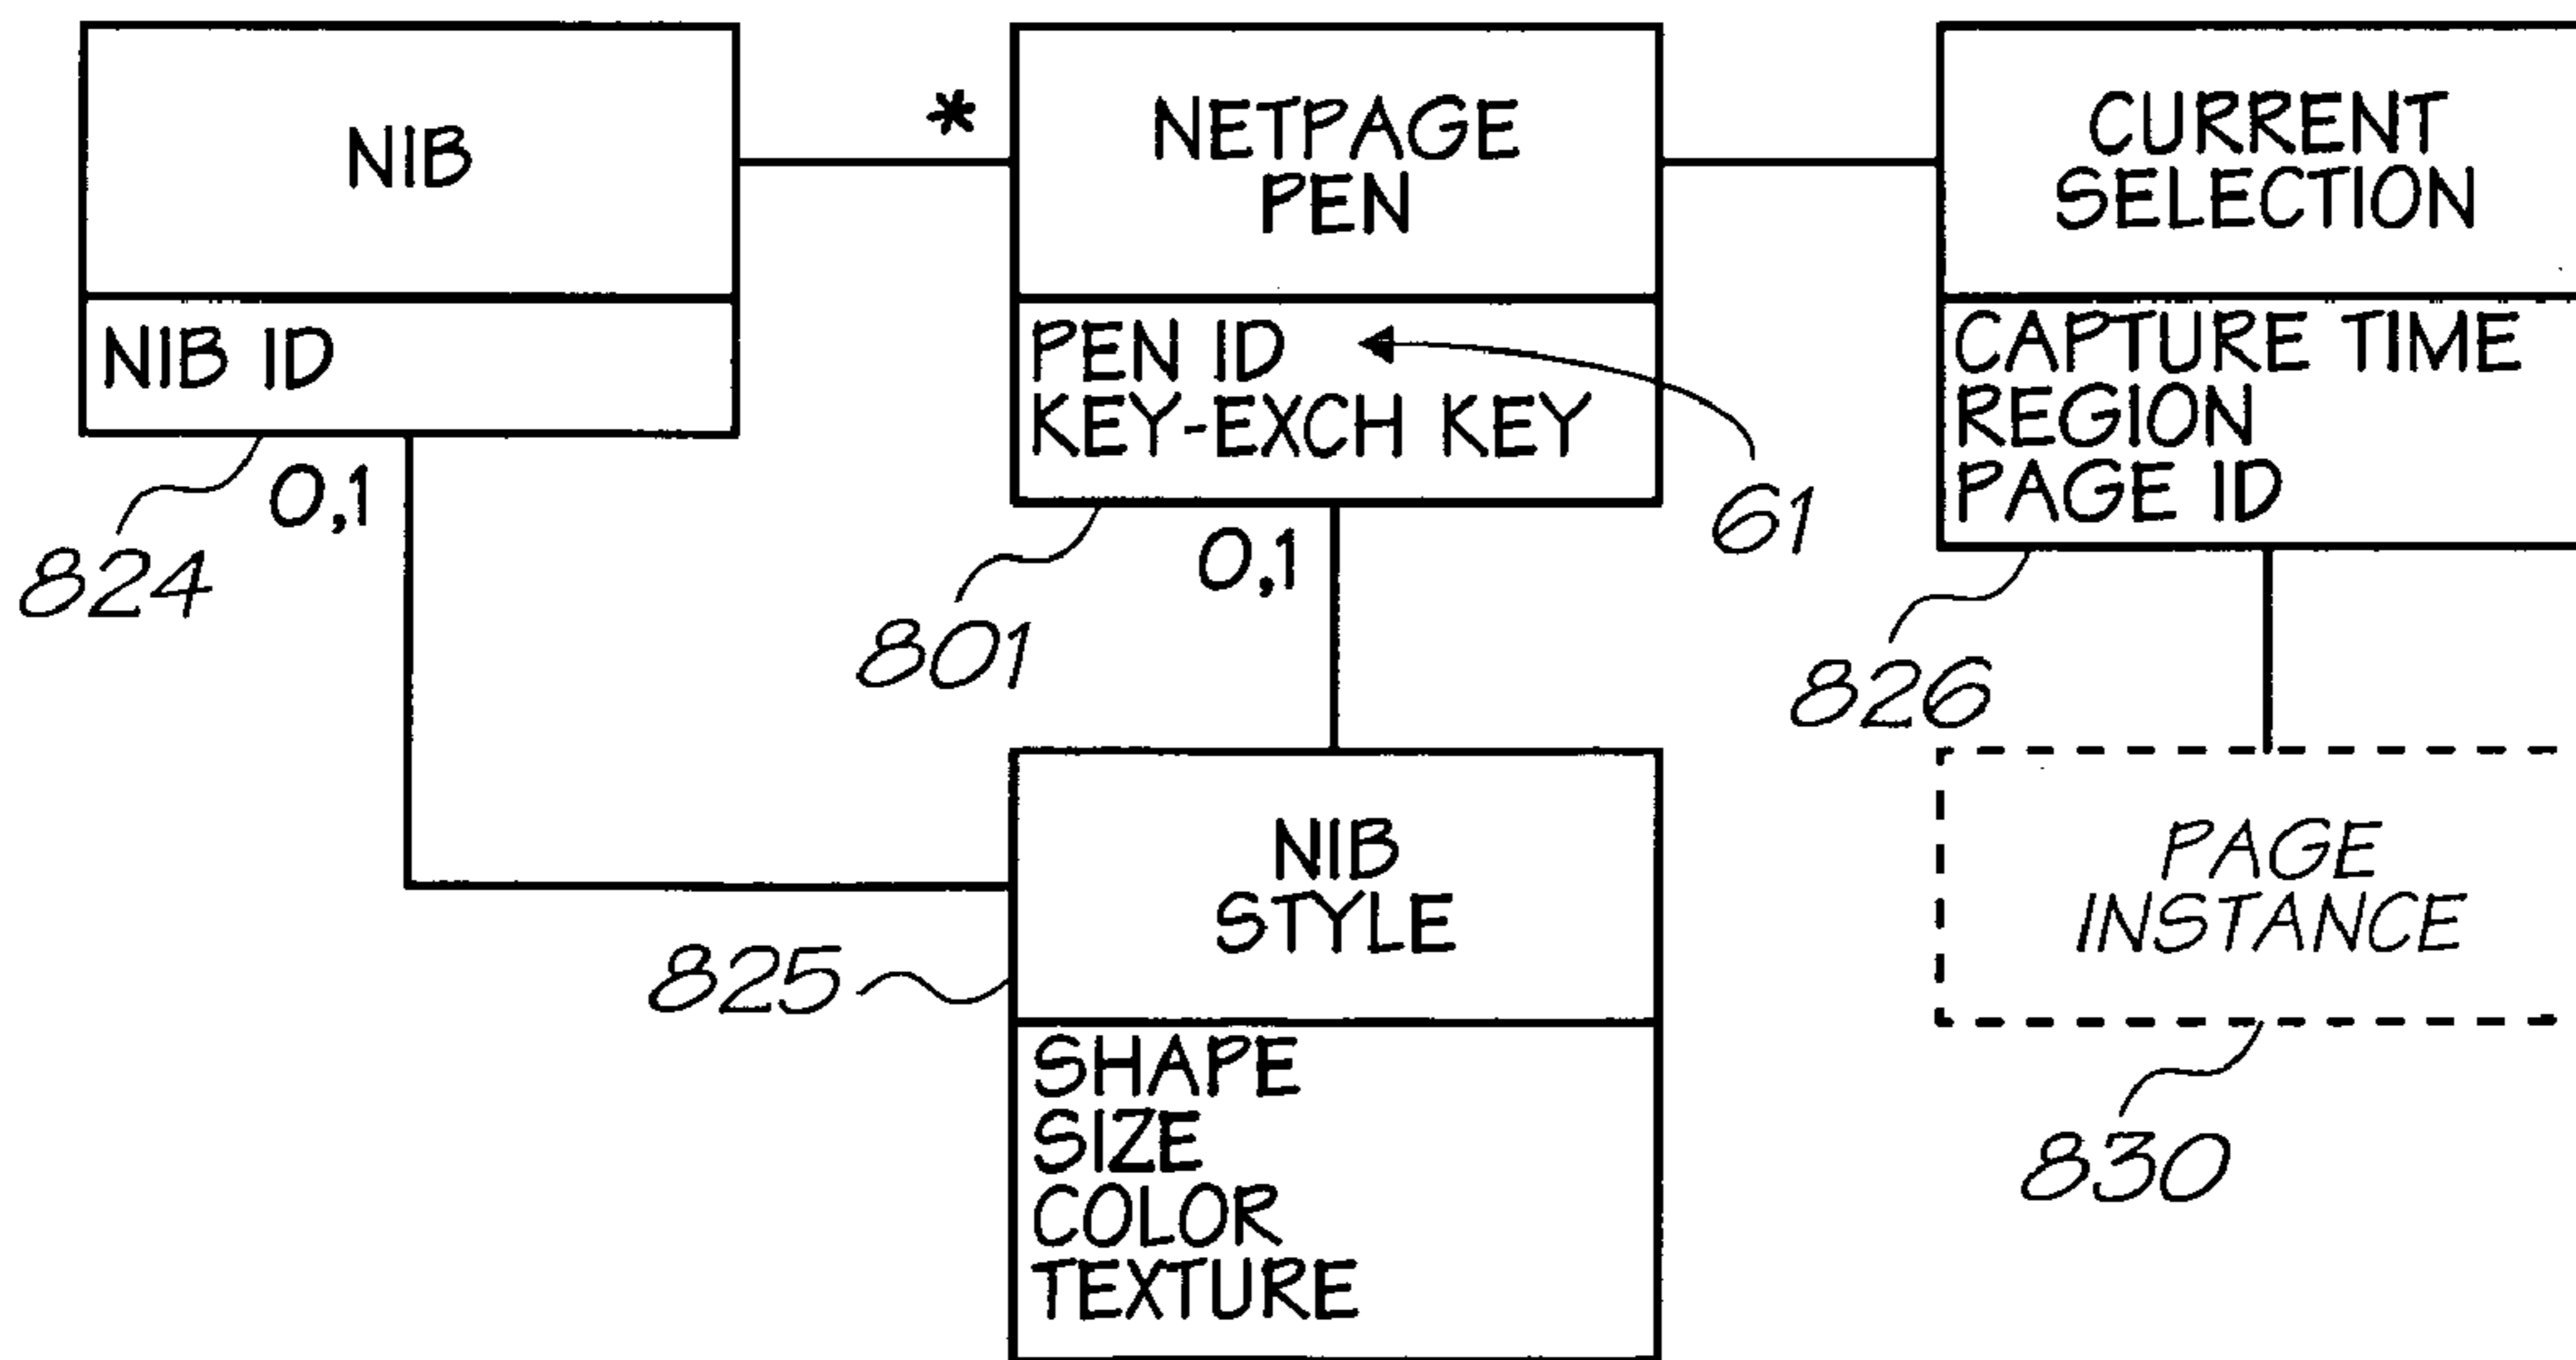 NIB
*
NETPAGE
PEN
CURRENT
SELECTION
NIB ID
PEN ID
KEY-EXCH KEY
CAPTURE TIME
REGION
PAGE ID
0,1
61
0,1
824
801
826
NIB
STYLE
PAGE
INSTANCE
825
SHAPE
SIZE
COLOR
TEXTURE
830